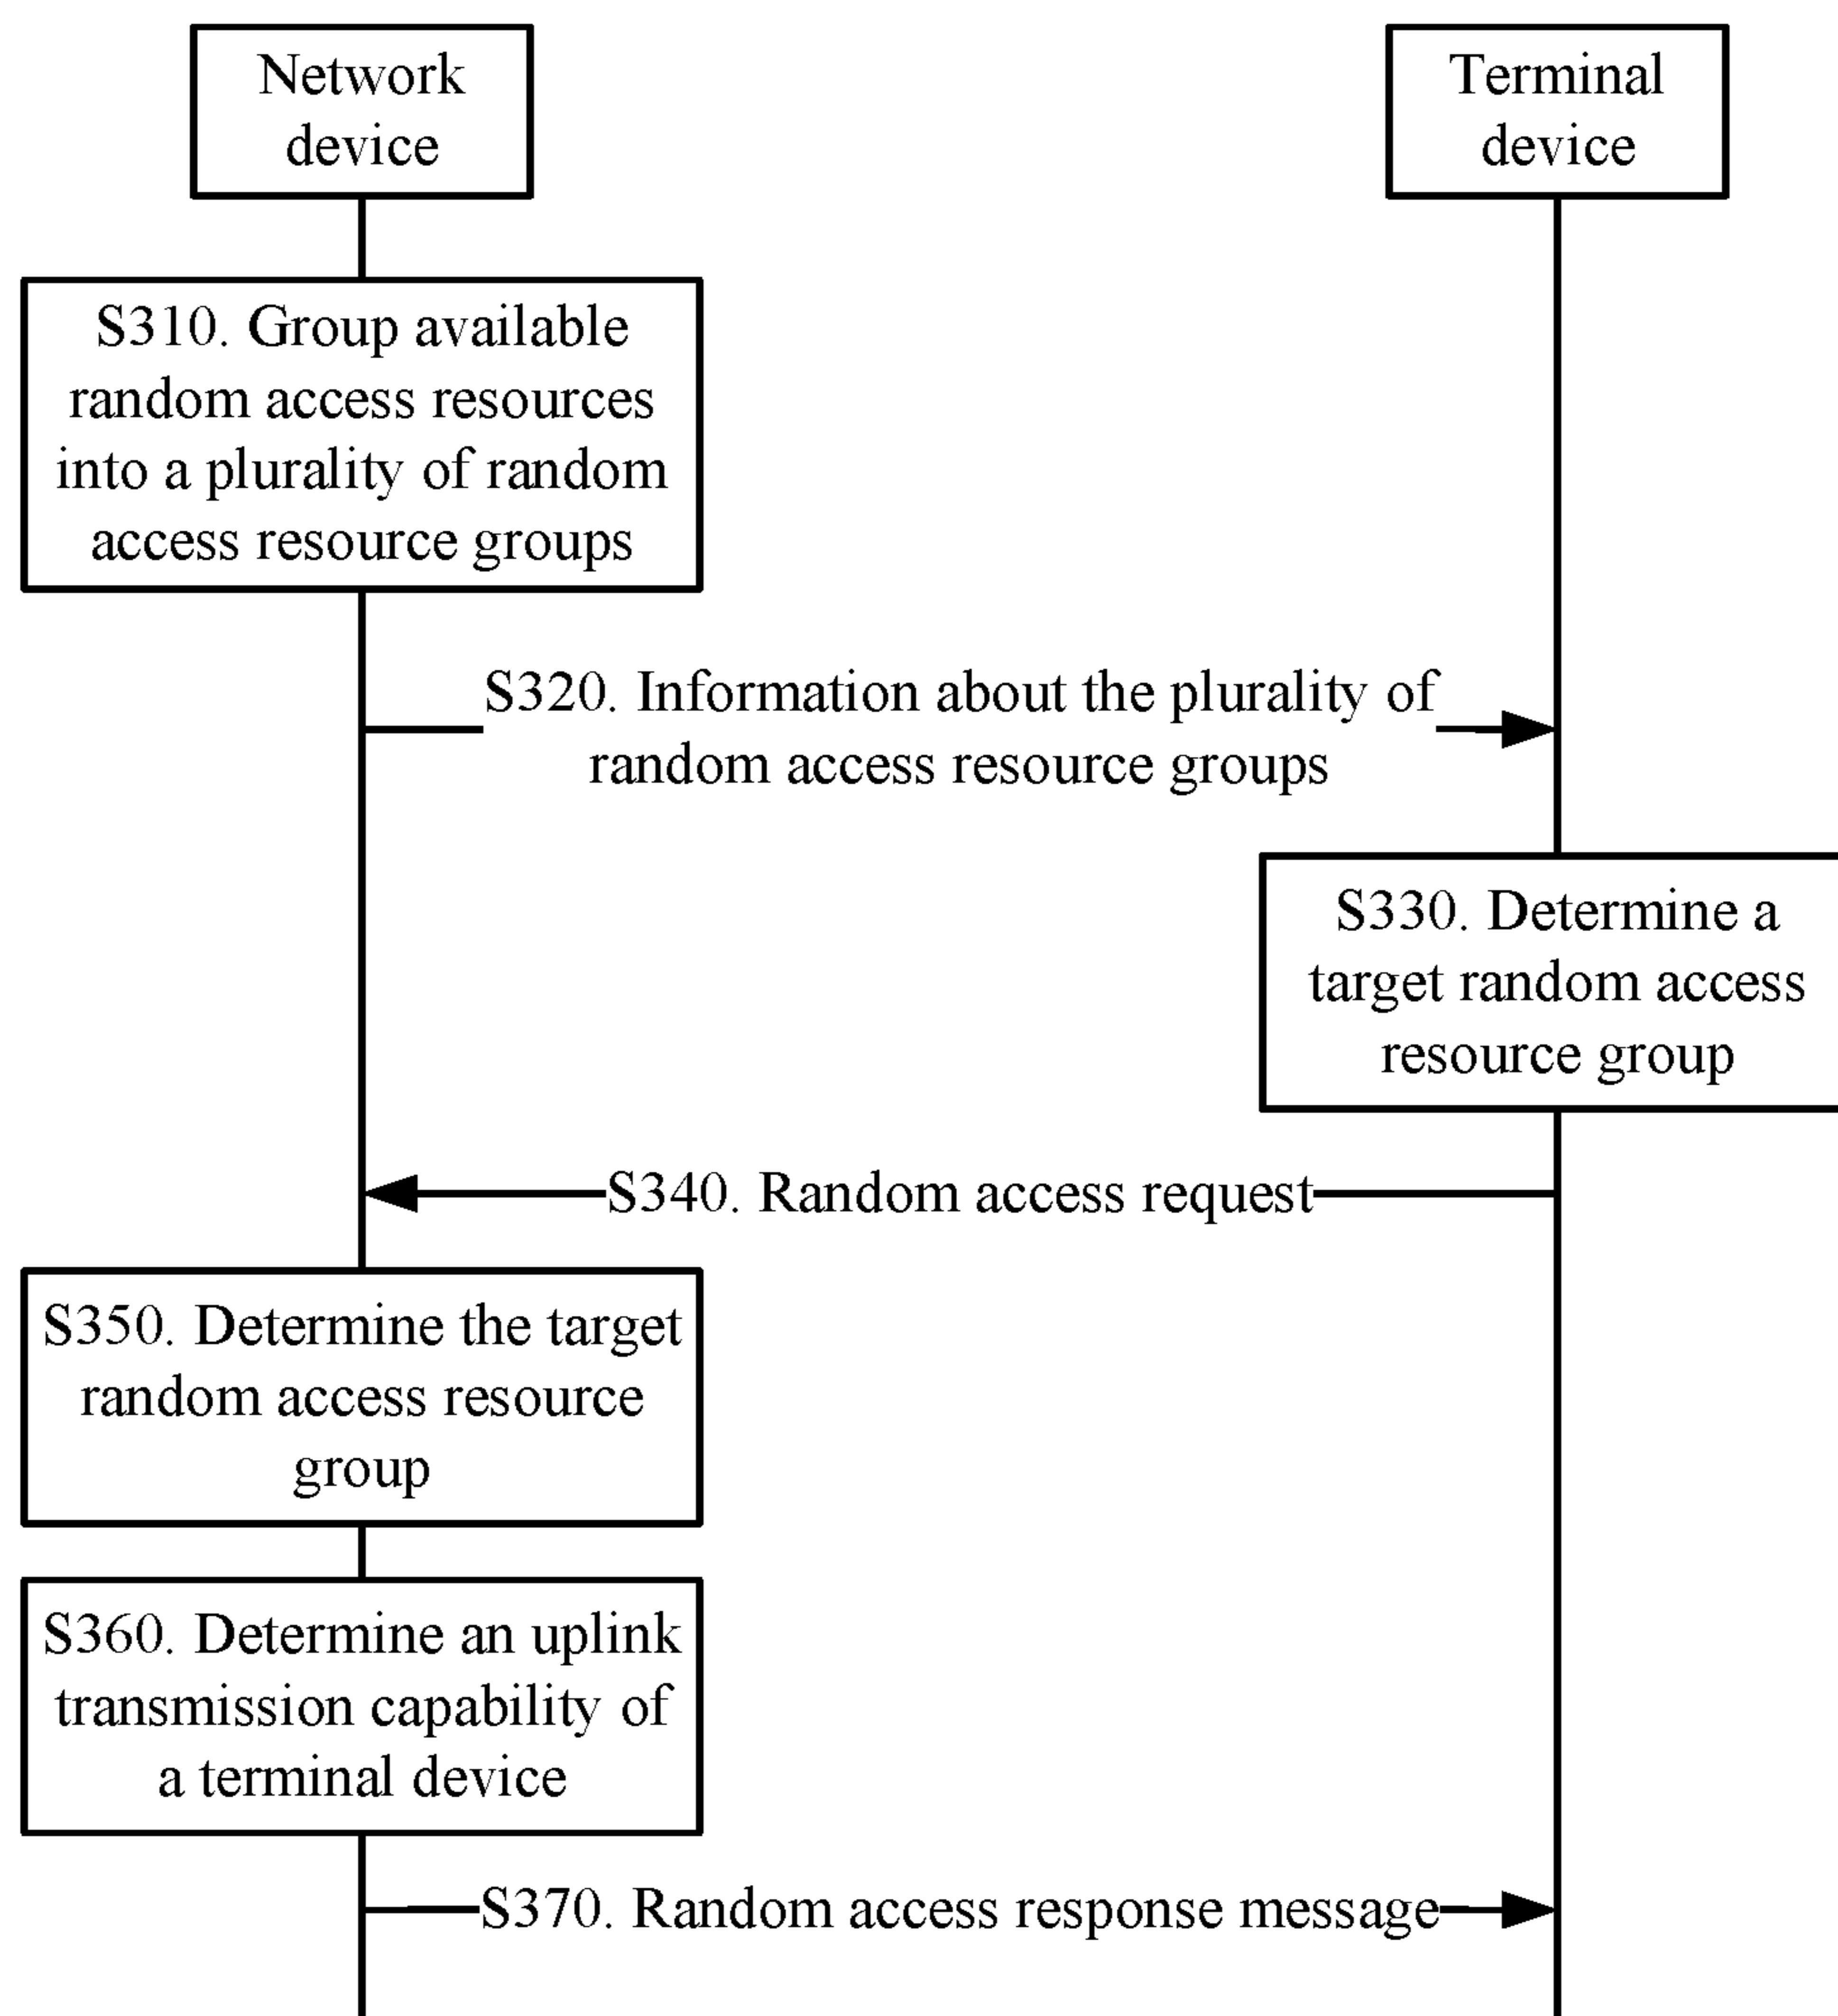 Network
device
Terminal
device
S310. Group available
random access resources
into a plurality of random
access resource groups
S320. Information about the plurality of
random access resource groups
S330. Determine a
target random access
resource group
S340. Random access request
S350. Determine the target
random access resource
group
S360. Determine an uplink
transmission capability of
a terminal device
S370. Random access response message